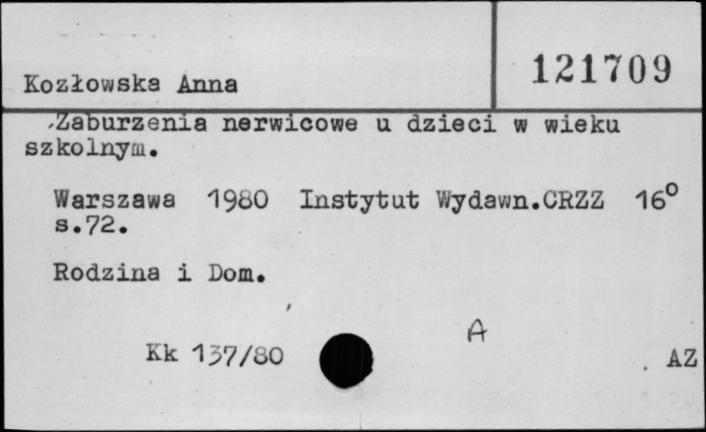 121709
Kozłowska Anna
Zaburzenia nerwicowe u dzieci w wieku
szkolnym.
Warszawa 1980 Instytut Wydawn.CRZZ 16°
s.72.
Rodzina i Dom.
A
Kk 137/80
AZ